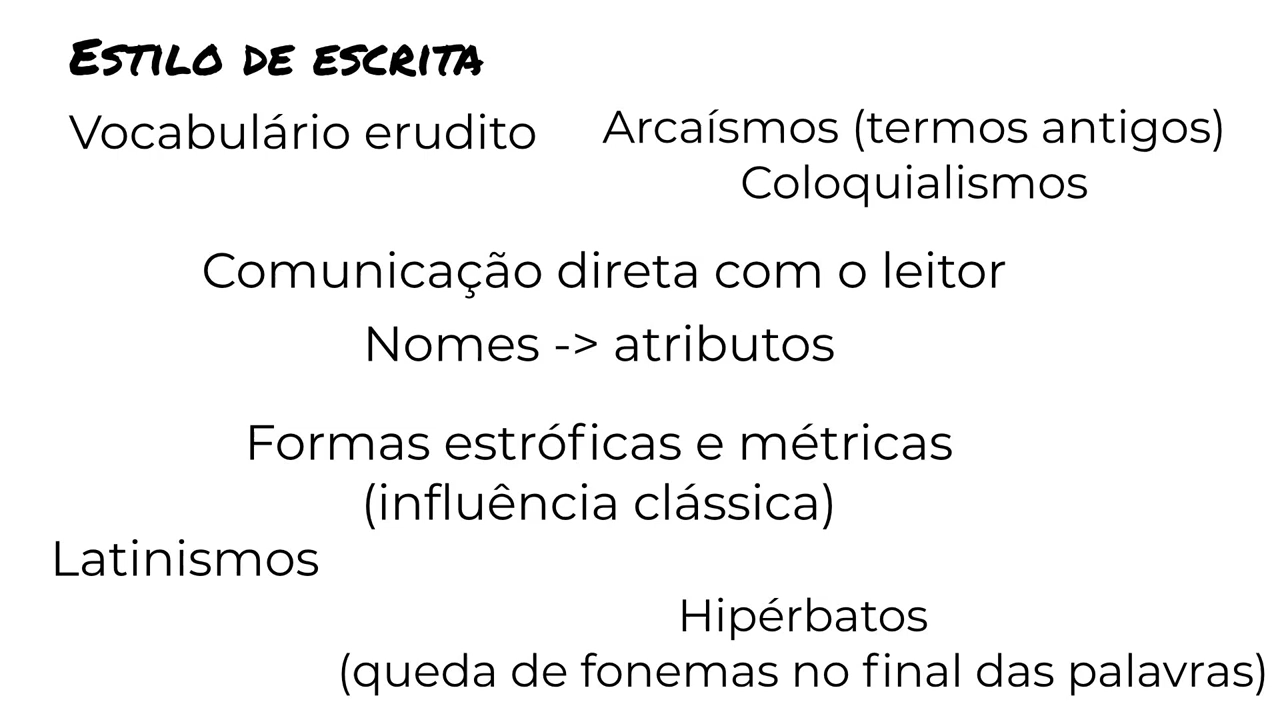 ESTILO DE ESCRITA
Vocabulário erudito
Arcaísmos (termos antigos)
Coloquialismos
Comunicação direta com o leitor
Nomes -> atributos
Formas estróficas e métricas
(influência clássica)
Latinismos
Hipérbatos
(queda de fonemas no final das palavras)